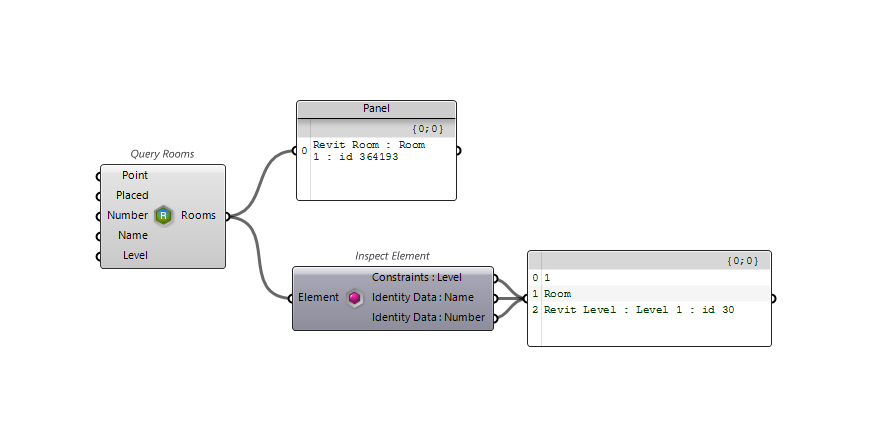 Panel
{0;0}
0 Revit Room : Room
1 : id 364193
Query Rooms
Point
Placed
Number R Rooms
Name
Level
Inspect Element
Constraints : Level
Element Identity Data : Name
Identity Data : Number
{0;0}
0 1
1 Room
2 Revit Level : Level 1 : id 30